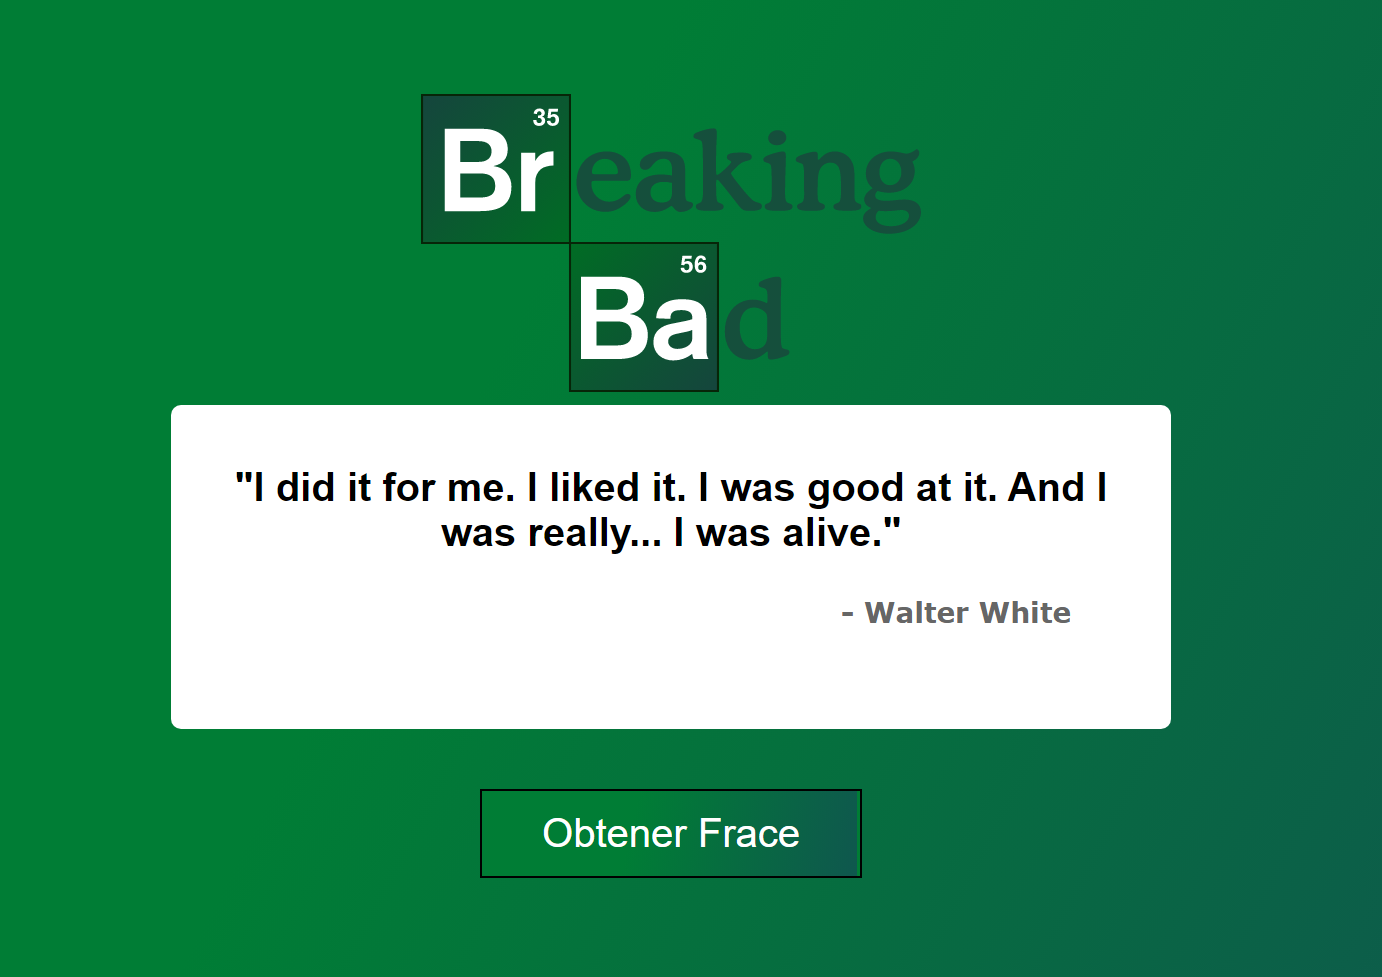 35
Breaking
56
Bad
"I did it for me. I liked it. I was good at it. And I
was really... I was alive."
- Walter White
Obtener Frace